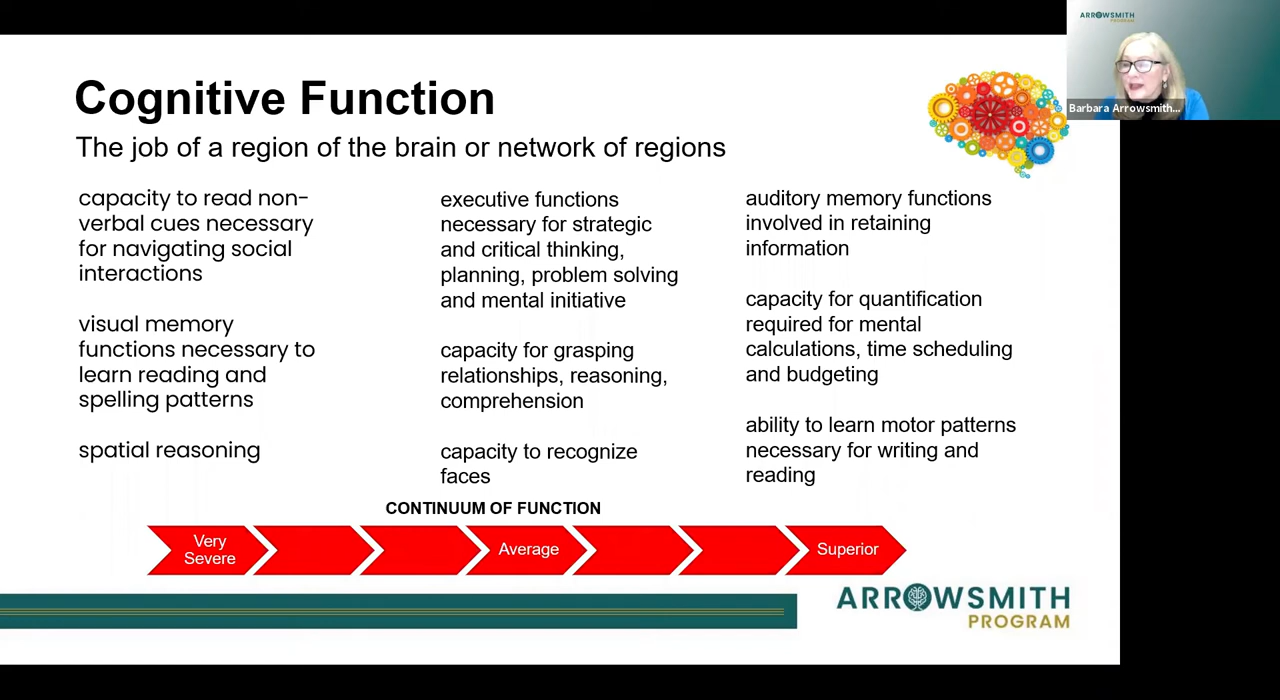 ARROWSMITH
PROGRAM
Barbara Arrowsmith...
Cognitive Function
The job of a region of the brain or network of regions
capacity to read non-
verbal cues necessary
for navigating social
interactions
visual memory
functions necessary to
learn reading and
spelling patterns
spatial reasoning
executive functions
necessary for strategic
and critical thinking,
planning, problem solving
and mental initiative
capacity for grasping
relationships, reasoning,
comprehension
capacity to recognize
faces
auditory memory functions
involved in retaining
information
capacity for quantification
required for mental
calculations, time scheduling
and budgeting
ability to learn motor patterns
necessary for writing and
reading
CONTINUUM OF FUNCTION
Very
Severe
Average
Superior
ARROWSMITH
PROGRAM